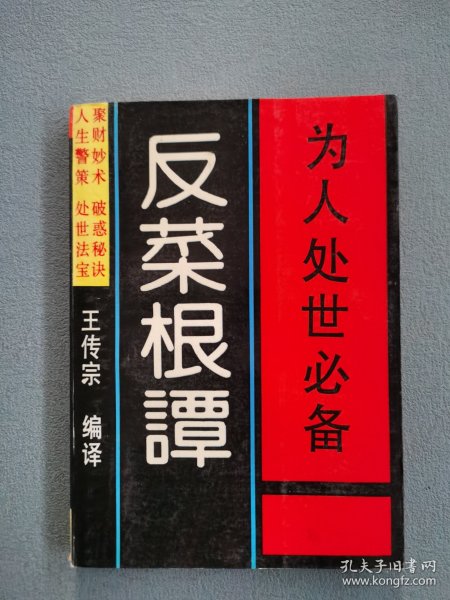 为人处世必备
反菜根譚
聚财妙术 破惑秘诀
人生警策 处世法宝
王传宗 编译
孔夫子旧书网
www.kongfz.com